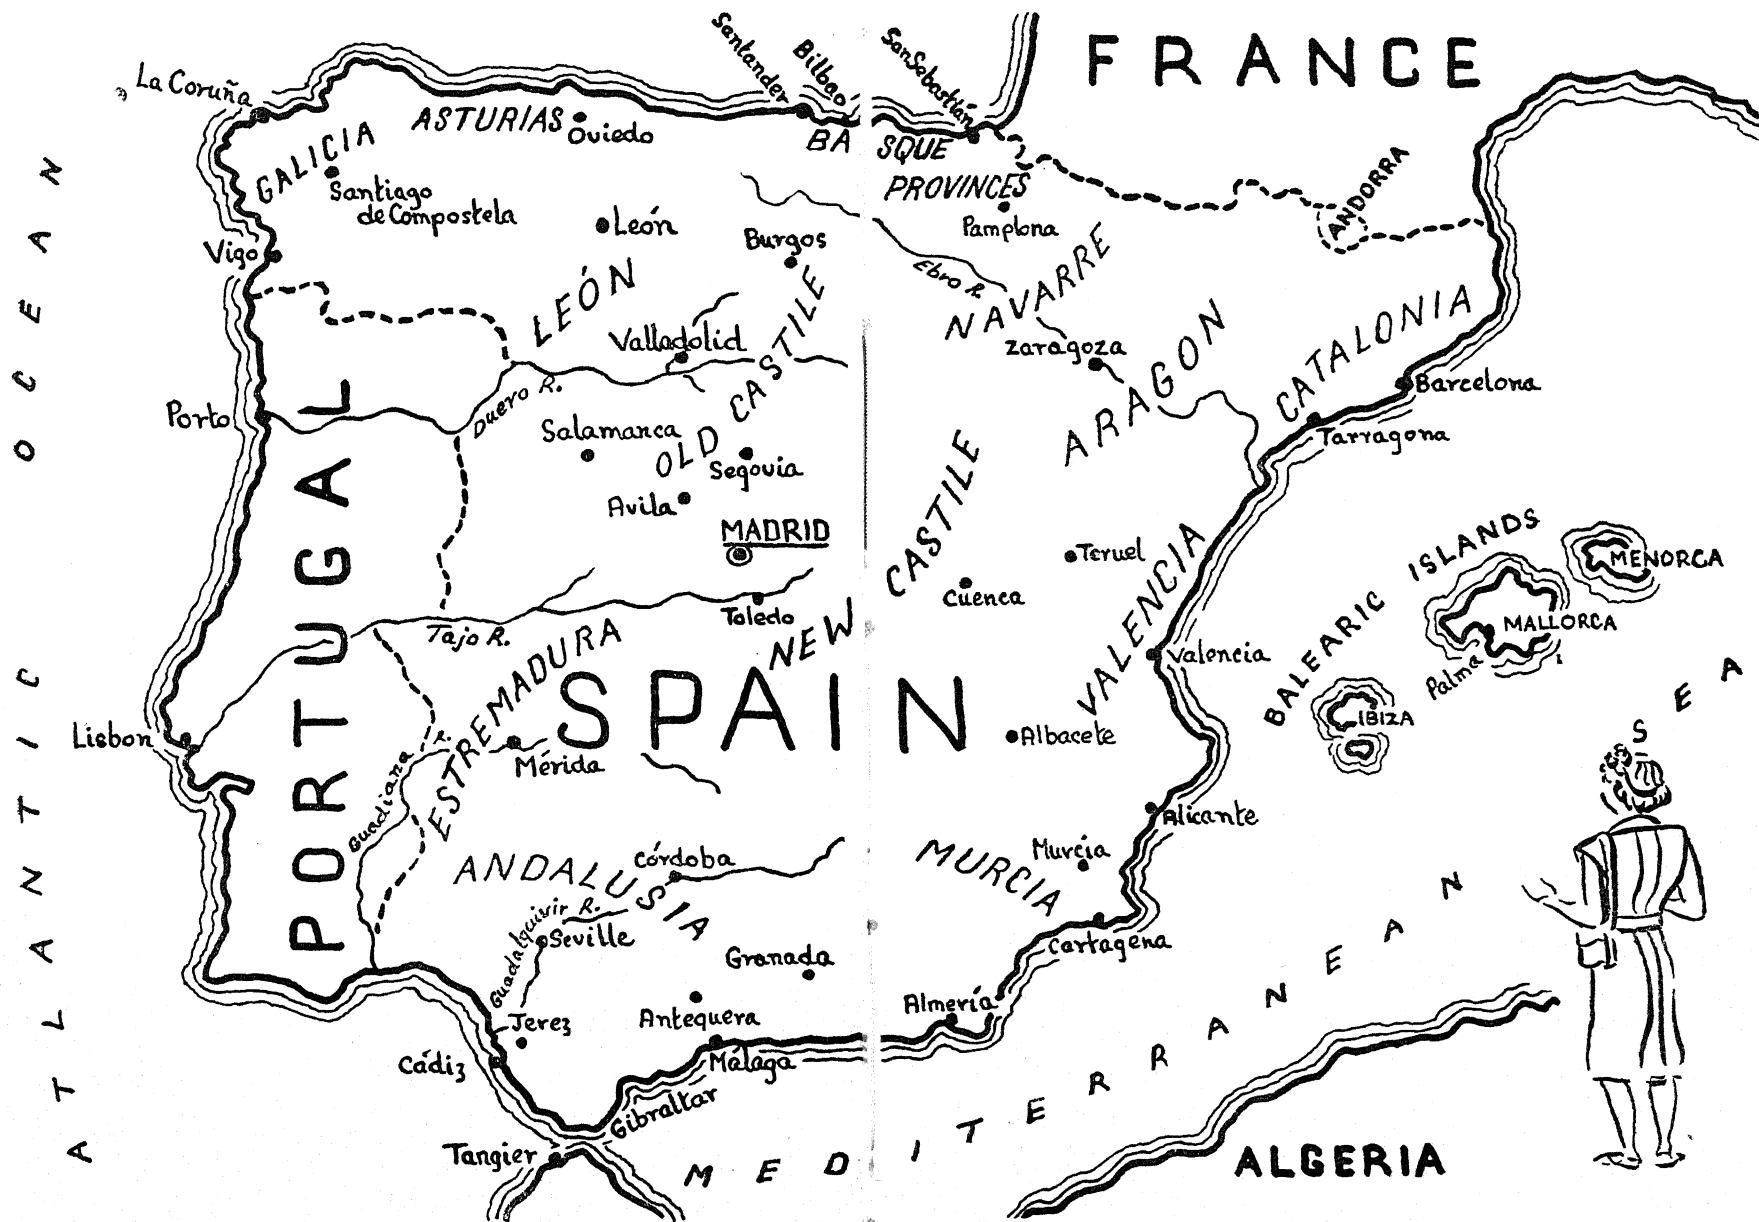 FRANCE
Santander
Bilbao
San Sebastián
La Coruña
ASTURIAS
Oviedo
BA
SQUE
PROVINCES
GALICIA
Santiago
de Compostela
León
Burgos
Pamplona
ANDORRA
Vigo
Ebro R.
NAVARRE
LEÓN
Valladolid
OLD CASTILE
Zaragoza
ARAGON
CATALONIA
Barcelona
Tarragona
Porto
Duero R.
Salamanca
Segovia
Avila
MADRID
NEW CASTILE
Teruel
Cuenca
VALENCIA
Valencia
BALEARIC ISLANDS
MENORCA
MALLORCA
Palma
IBIZA
Toledo
Tajo R.
ESTREMADURA
SPAIN
PORTUGAL
Lisbon
Guadiana R.
Mérida
Albacete
Alicante
ANDALUSIA
Córdoba
MURCIA
Murcia
Cartagena
Guadalquivir R.
Seville
Granada
Almería
Jerez
Antequera
Málaga
Cádiz
Gibraltar
Tangier
ATLANTIC OCEAN
MEDITERRANEAN SEA
ALGERIA